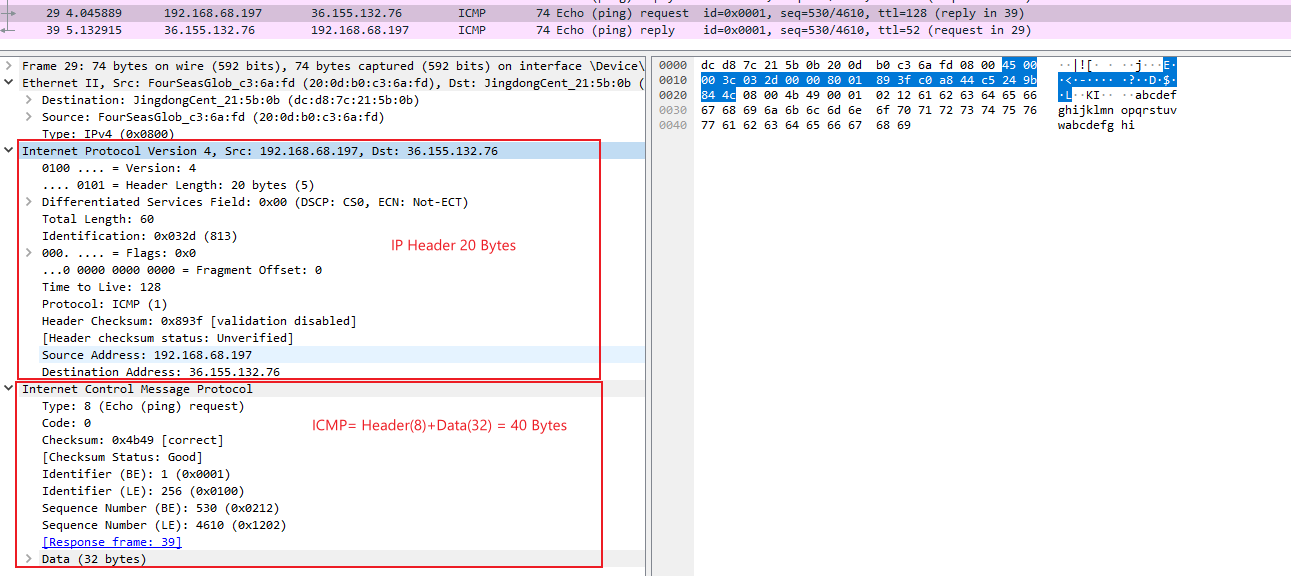 29 4.045889 192.168.68.197 36.155.132.76 ICMP 74 Echo (ping) request id=0x0001, seq=530/4610, ttl=128 (reply in 39)
39 5.132915 36.155.132.76 192.168.68.197 ICMP 74 Echo (ping) reply id=0x0001, seq=530/4610, ttl=52 (request in 29)
Frame 29: 74 bytes on wire (592 bits), 74 bytes captured (592 bits) on interface \Device\
Ethernet II, Src: FourSeasGlob_c3:6a:fd (20:0d:b0:c3:6a:fd), Dst: JingdongCent_21:5b:0b (
Destination: JingdongCent_21:5b:0b (dc:d8:7c:21:5b:0b)
Source: FourSeasGlob_c3:6a:fd (20:0d:b0:c3:6a:fd)
Type: IPv4 (0x0800)
Internet Protocol Version 4, Src: 192.168.68.197, Dst: 36.155.132.76
0100 .... = Version: 4
.... 0101 = Header Length: 20 bytes (5)
Differentiated Services Field: 0x00 (DSCP: CS0, ECN: Not-ECT)
Total Length: 60
Identification: 0x032d (813)
IP Header 20 Bytes
000. .... = Flags: 0x0
...0 0000 0000 0000 = Fragment Offset: 0
Time to Live: 128
Protocol: ICMP (1)
Header Checksum: 0x893f [validation disabled]
[Header checksum status: Unverified]
Source Address: 192.168.68.197
Destination Address: 36.155.132.76
Internet Control Message Protocol
Type: 8 (Echo (ping) request)
Code: 0
ICMP= Header(8)+Data(32) = 40 Bytes
Checksum: 0x4b49 [correct]
[Checksum Status: Good]
Identifier (BE): 1 (0x0001)
Identifier (LE): 256 (0x0100)
Sequence Number (BE): 530 (0x0212)
Sequence Number (LE): 4610 (0x1202)
[Response frame: 39]
Data (32 bytes)
0000 dc d8 7c 21 5b 0b 20 0d b0 c3 6a fd 08 00 45 00 ··|![· · ··j···E·
0010 00 3c 03 2d 00 00 80 01 89 3f c0 a8 44 c5 24 9b ·<·-···· ·?··D·$·
0020 84 4c 08 00 4b 49 00 01 02 12 61 62 63 64 65 66 ·L··KI·· ··abcdef
0030 67 68 69 6a 6b 6c 6d 6e 6f 70 71 72 73 74 75 76 ghijklmn opqrstuv
0040 77 61 62 63 64 65 66 67 68 69 wabcdefg hi